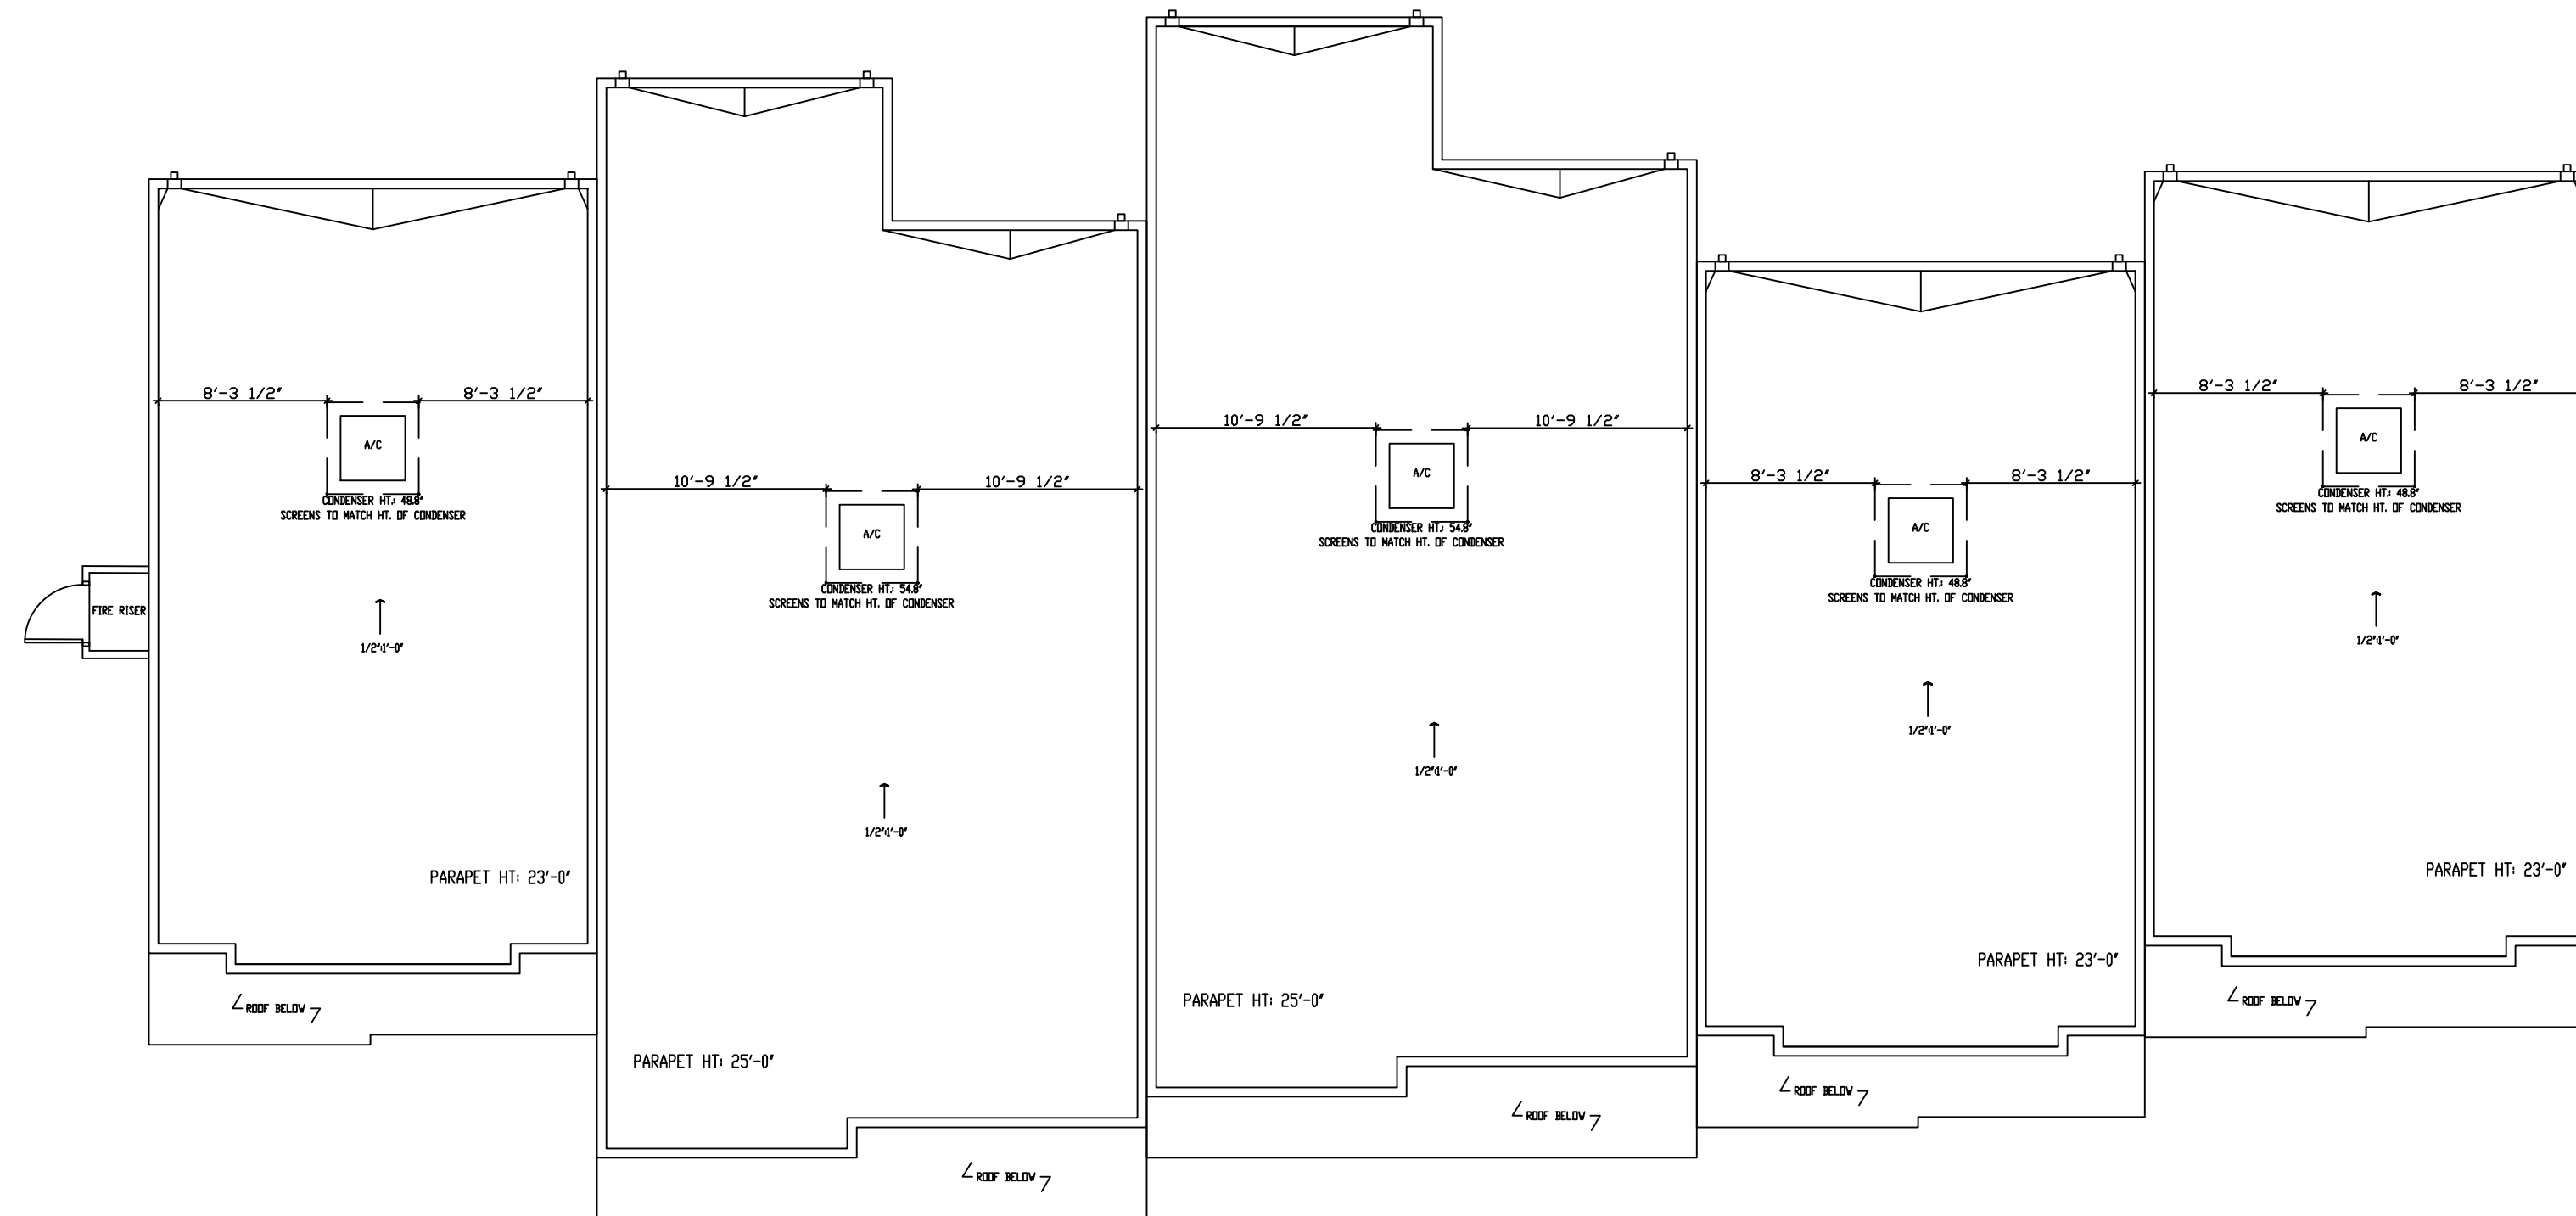 8'-3 1/2"
8'-3 1/2"
A/C
CONDENSER HT.: 48.8"
SCREENS TO MATCH HT. OF CONDENSER
FIRE RISER
1/2":1'-0"
PARAPET HT: 23'-0"
ROOF BELOW
10'-9 1/2"
10'-9 1/2"
A/C
CONDENSER HT.: 54.8"
SCREENS TO MATCH HT. OF CONDENSER
1/2":1'-0"
PARAPET HT: 25'-0"
ROOF BELOW
10'-9 1/2"
10'-9 1/2"
A/C
CONDENSER HT.: 54.8"
SCREENS TO MATCH HT. OF CONDENSER
1/2":1'-0"
PARAPET HT: 25'-0"
ROOF BELOW
8'-3 1/2"
8'-3 1/2"
A/C
CONDENSER HT.: 48.8"
SCREENS TO MATCH HT. OF CONDENSER
1/2":1'-0"
PARAPET HT: 23'-0"
ROOF BELOW
8'-3 1/2"
8'-3 1/2"
A/C
CONDENSER HT.: 48.8"
SCREENS TO MATCH HT. OF CONDENSER
1/2":1'-0"
PARAPET HT: 23'-0"
ROOF BELOW